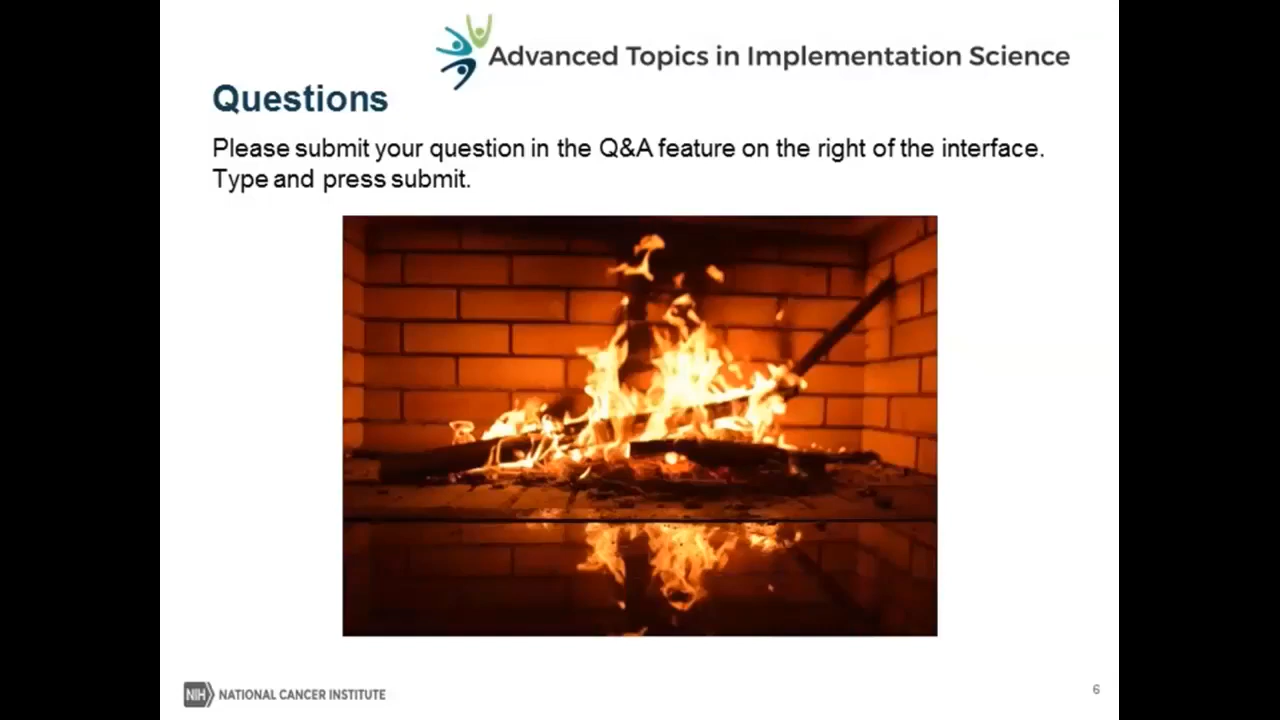 Advanced Topics in Implementation Science
Questions
Please submit your question in the Q&A feature on the right of the interface.
Type and press submit.
NIH NATIONAL CANCER INSTITUTE
6